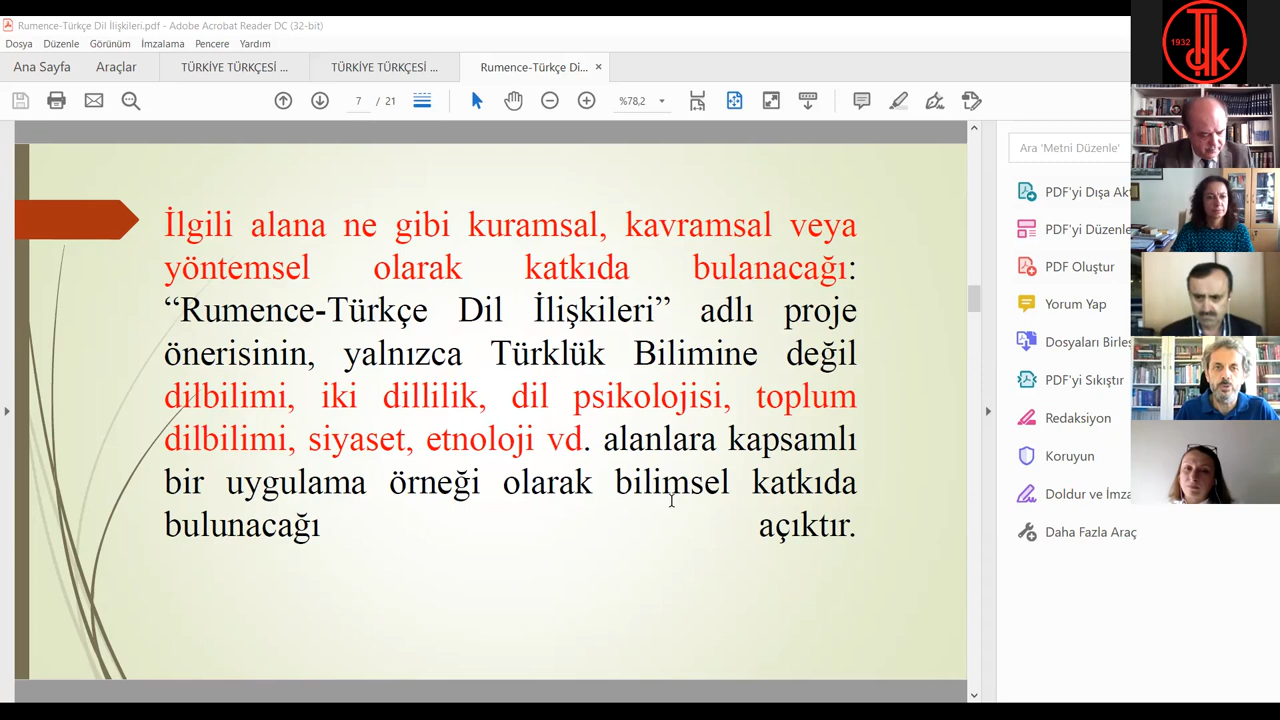 Rumence-Türkçe Dil İlişkileri.pdf - Adobe Acrobat Reader DC (32-bit)
Dosya Düzenle Görünüm İmzalama Pencere Yardım
Ana Sayfa Araçlar TÜRKİYE TÜRKÇESİ ... TÜRKİYE TÜRKÇESİ ... Rumence-Türkçe Di... ×
7 / 21 %78,2
İlgili alana ne gibi kuramsal, kavramsal veya
yöntemsel olarak katkıda bulanacağı:
“Rumence-Türkçe Dil İlişkileri” adlı proje
önerisinin, yalnızca Türklük Bilimine değil
dilbilimi, iki dillilik, dil psikolojisi, toplum
dilbilimi, siyaset, etnoloji vd. alanlara kapsamlı
bir uygulama örneği olarak bilimsel katkıda
bulunacağı açıktır.
Ara 'Metni Düzenle'
PDF'yi Dışa Akt
PDF'yi Düzenle
PDF Oluştur
Yorum Yap
Dosyaları Birleş
PDF'yi Sıkıştır
Redaksiyon
Koruyun
Doldur ve İmza
Daha Fazla Araç
1932